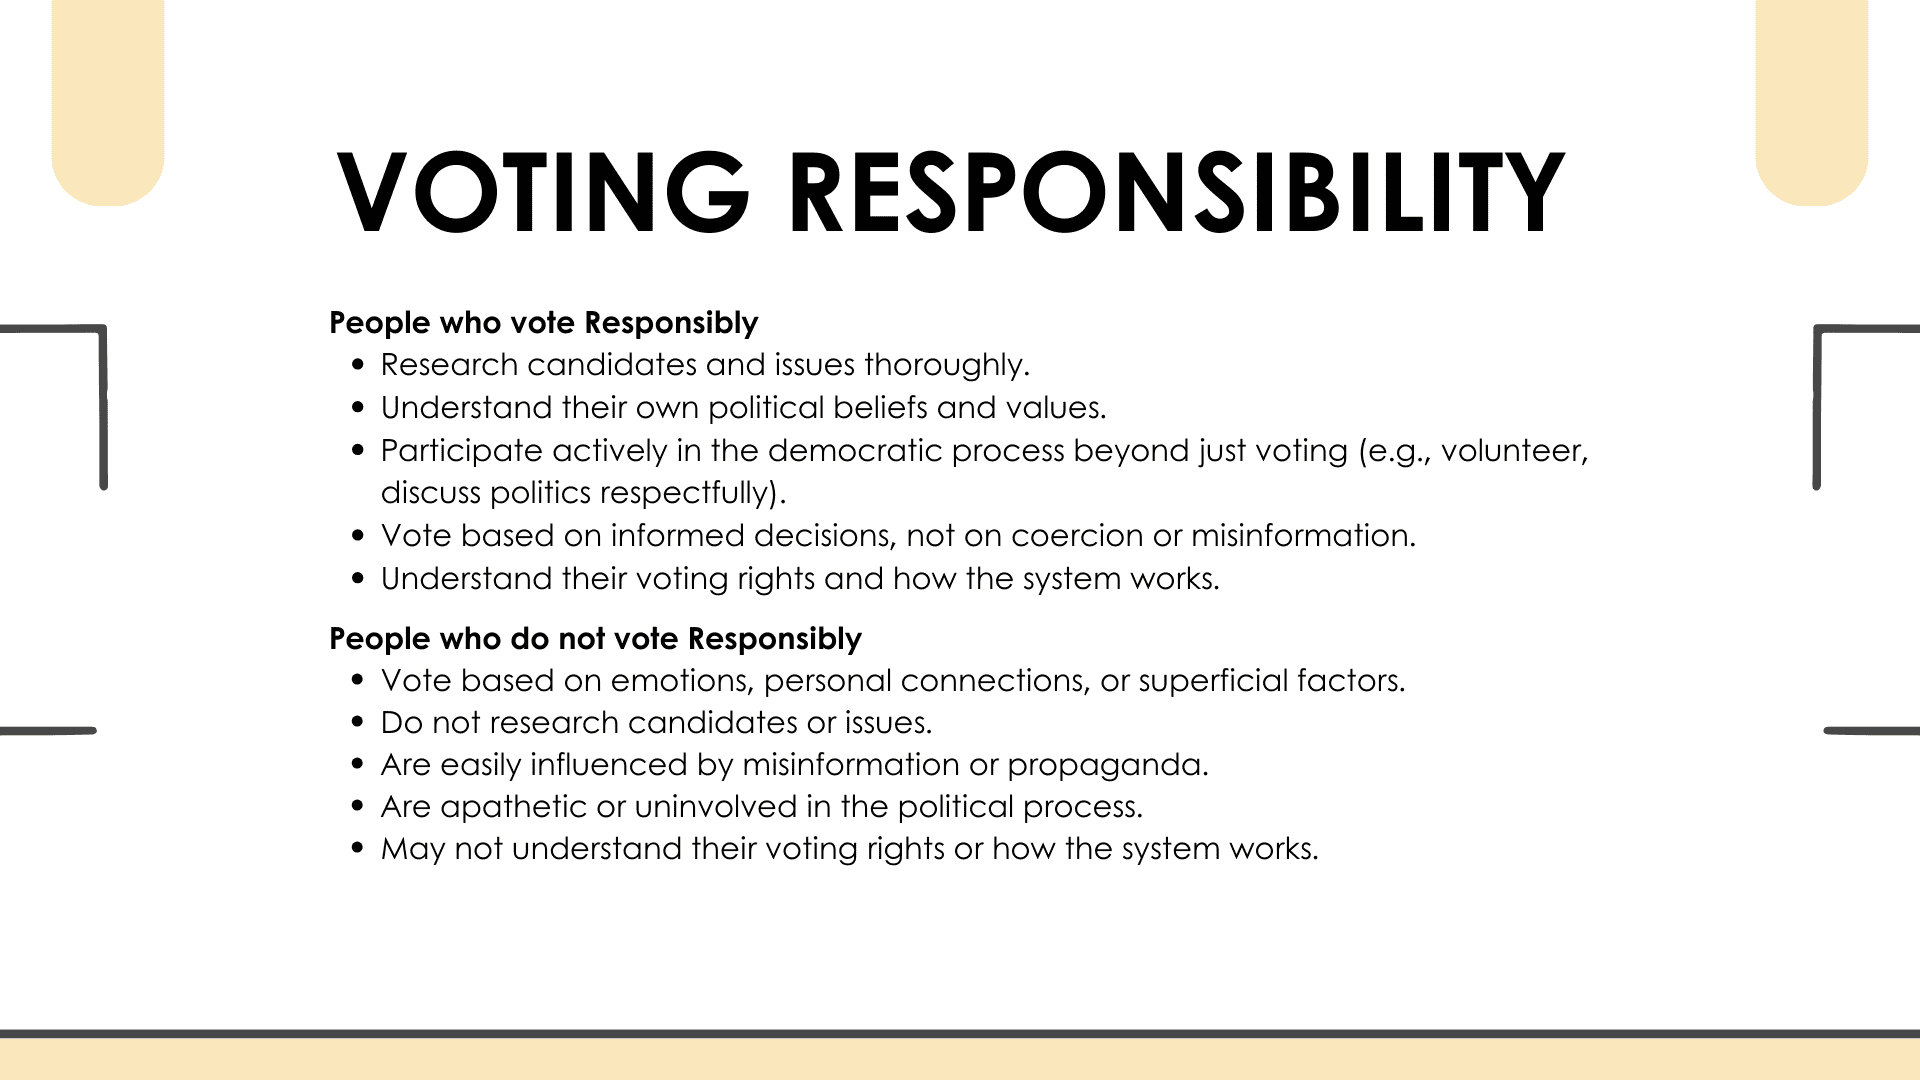 VOTING RESPONSIBILITY
People who vote Responsibly
• Research candidates and issues thoroughly.
• Understand their own political beliefs and values.
• Participate actively in the democratic process beyond just voting (e.g., volunteer,
discuss politics respectfully).
• Vote based on informed decisions, not on coercion or misinformation.
• Understand their voting rights and how the system works.
People who do not vote Responsibly
• Vote based on emotions, personal connections, or superficial factors.
• Do not research candidates or issues.
• Are easily influenced by misinformation or propaganda.
• Are apathetic or uninvolved in the political process.
• May not understand their voting rights or how the system works.